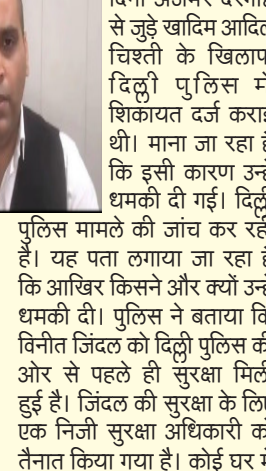 से जुड़े खादिम आदिल
चिश्ती के खिलाफ
दिल्ली पुलिस में
शिकायत दर्ज कराई
थी। माना जा रहा है
कि इसी कारण उन्हें
धमकी दी गई। दिल्ली
पुलिस मामले की जांच कर रही
है। यह पता लगाया जा रहा है
कि आखिर किसने और क्यों उन्हें
धमकी दी। पुलिस ने बताया कि
विनीत जिंदल को दिल्ली पुलिस की
ओर से पहले ही सुरक्षा मिली
हुई है। जिंदल की सुरक्षा के लिए
एक निजी सुरक्षा अधिकारी को
तैनात किया गया है। कोई घर में